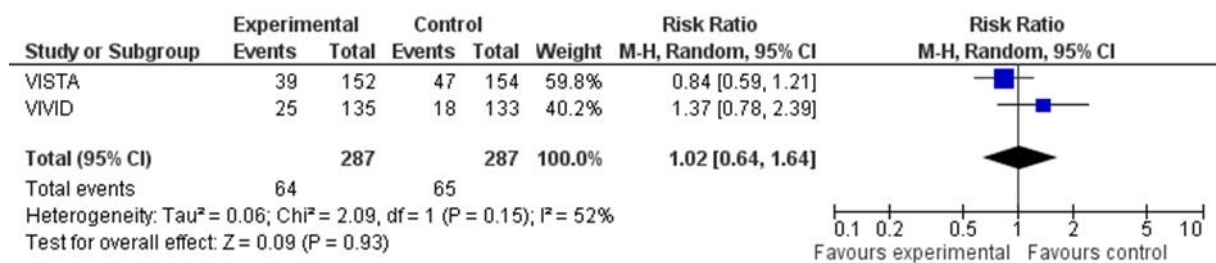 Experimental Control Risk Ratio Risk Ratio
Study or Subgroup Events Total Events Total Weight M-H, Random, 95% CI M-H, Random, 95% CI
VISTA 39 152 47 154 59.8% 0.84 [0.59, 1.21]
VIVID 25 135 18 133 40.2% 1.37 [0.78, 2.39]
Total (95% CI) 287 287 100.0% 1.02 [0.64, 1.64]
Total events 64 65
Heterogeneity: Tau² = 0.06; Chi² = 2.09, df = 1 (P = 0.15); I² = 52%
Test for overall effect: Z = 0.09 (P = 0.93)
0.1 0.2 0.5 1 2 5 10
Favours experimental Favours control